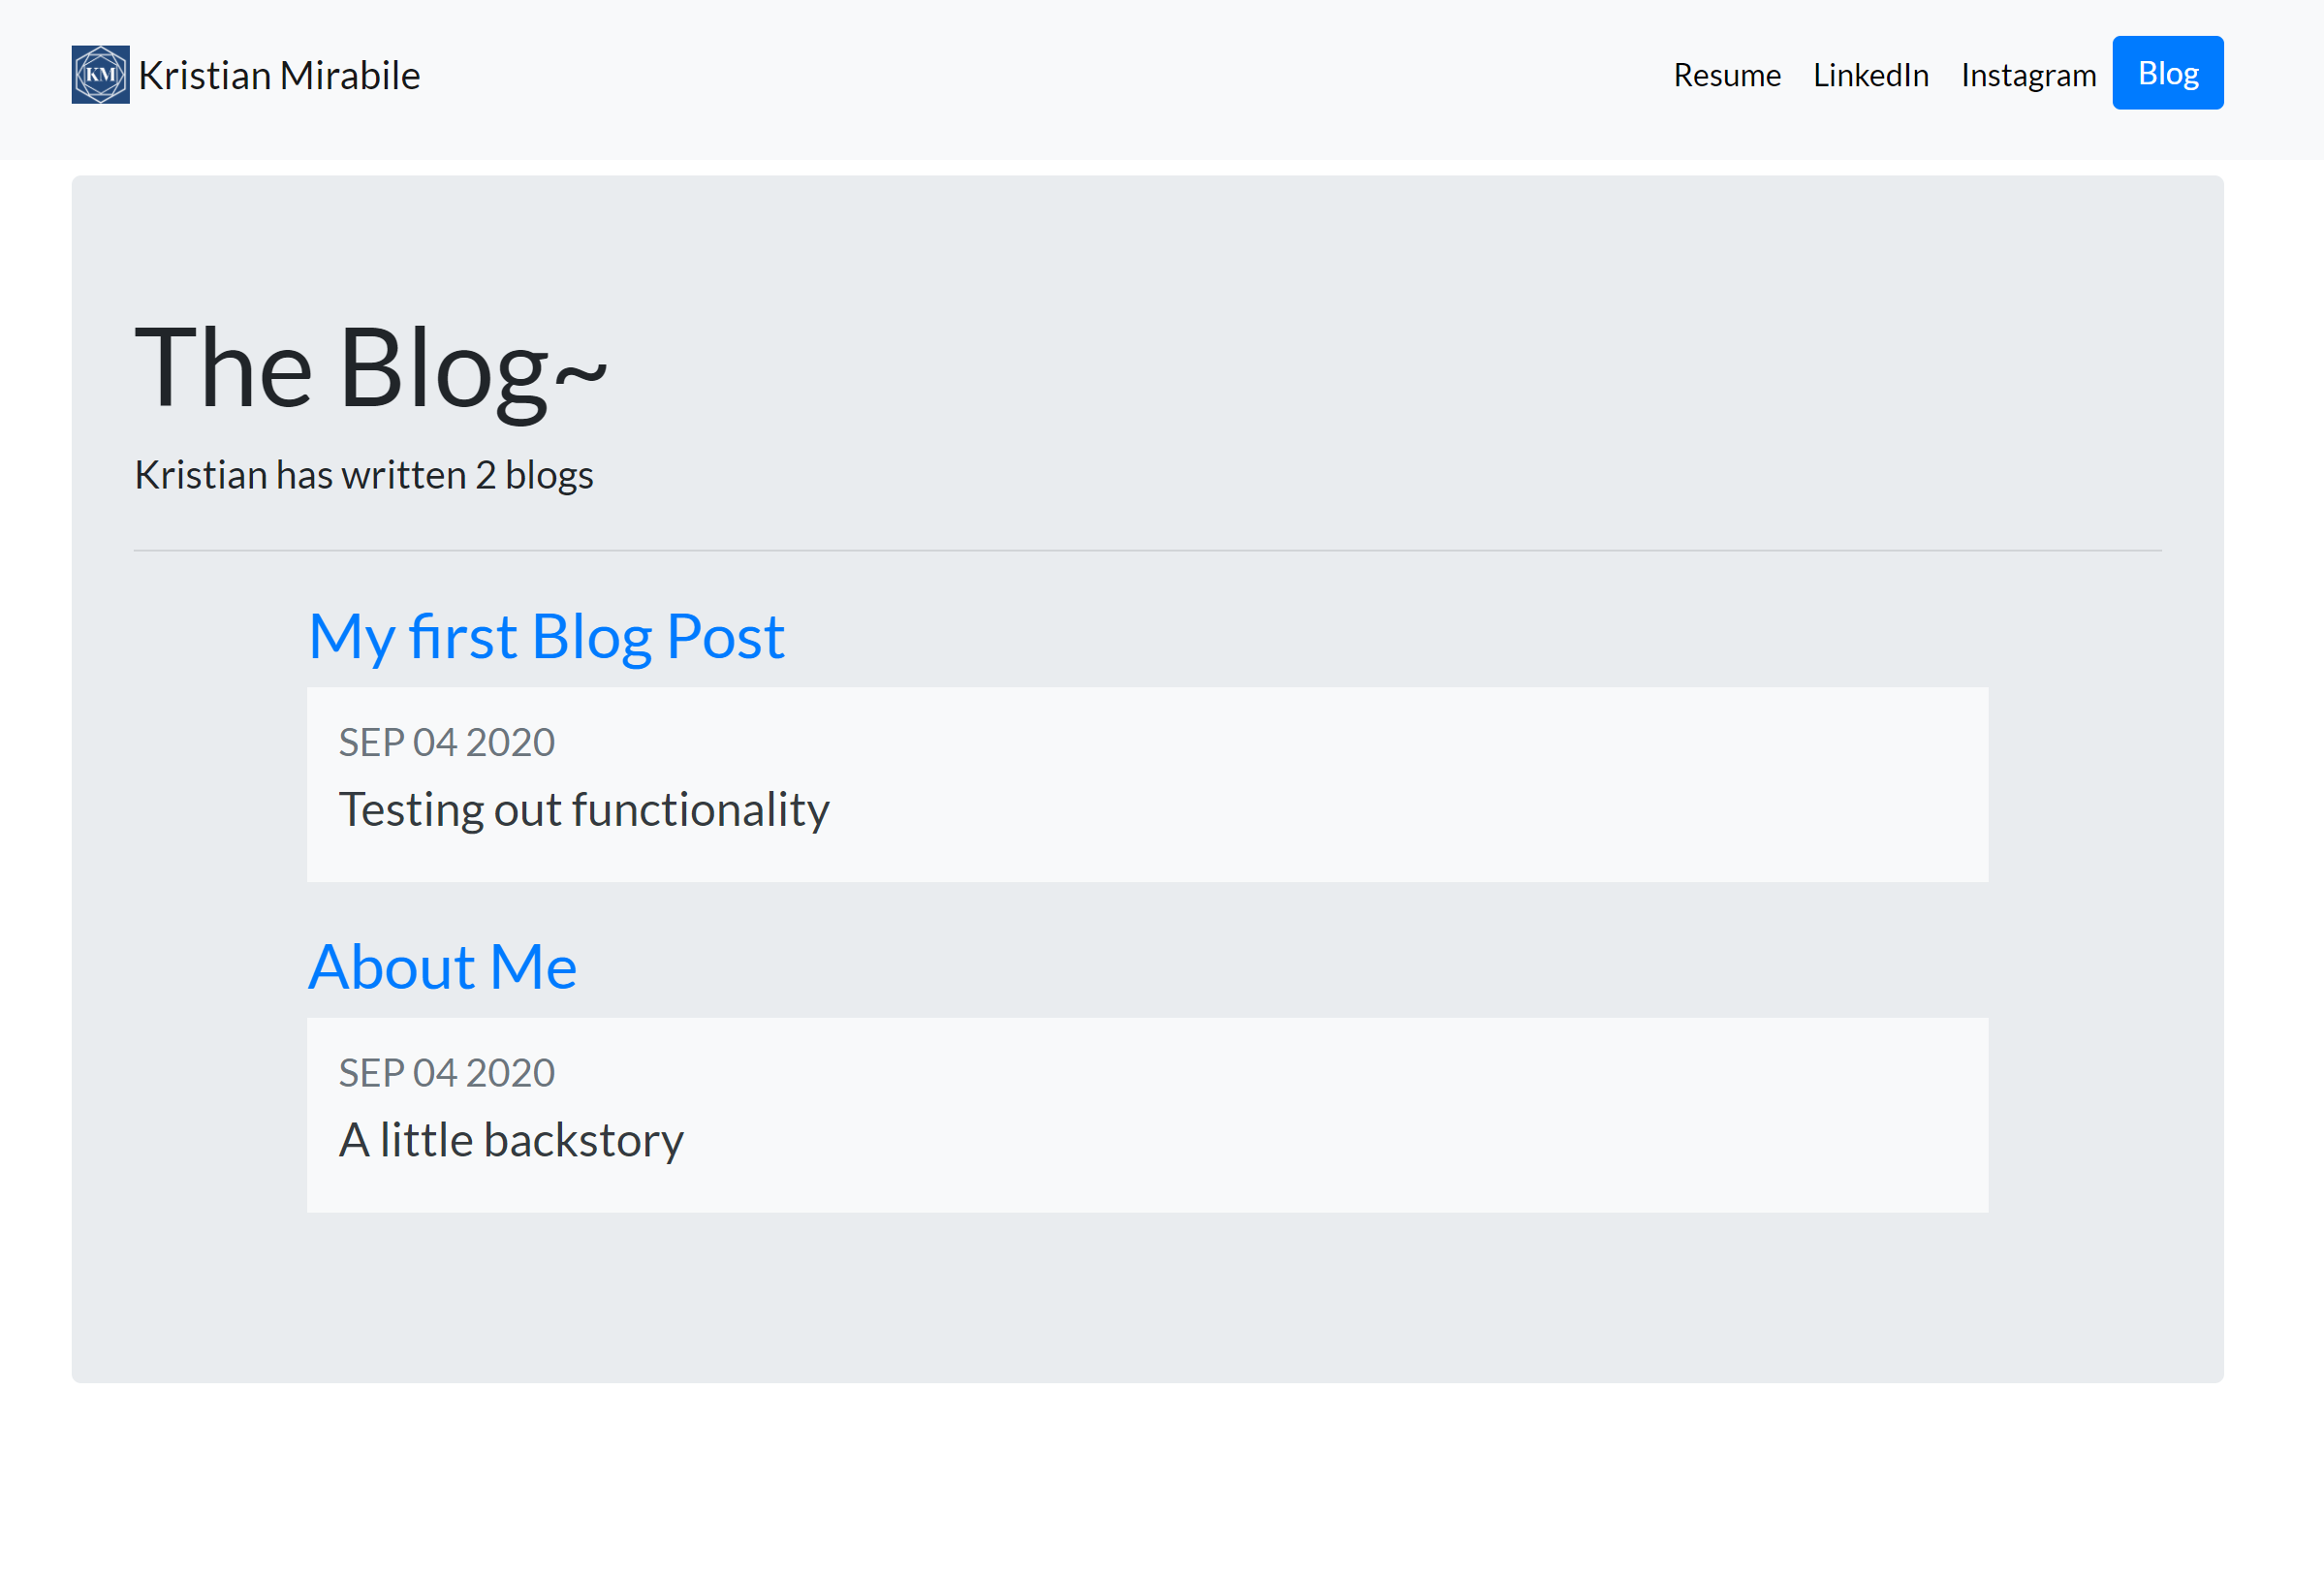 KM Kristian Mirabile Resume LinkedIn Instagram Blog
The Blog~
Kristian has written 2 blogs
My first Blog Post
SEP 04 2020
Testing out functionality
About Me
SEP 04 2020
A little backstory